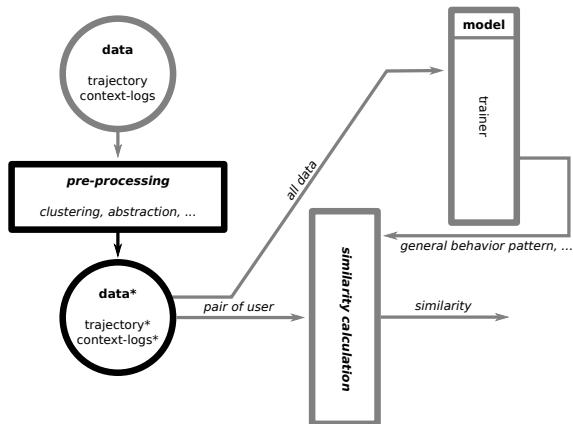 data
trajectory
context-logs
pre-processing
clustering, abstraction, ...
data*
trajectory*
context-logs*
all data
pair of user
model
trainer
general behavior pattern, ...
similarity calculation
similarity